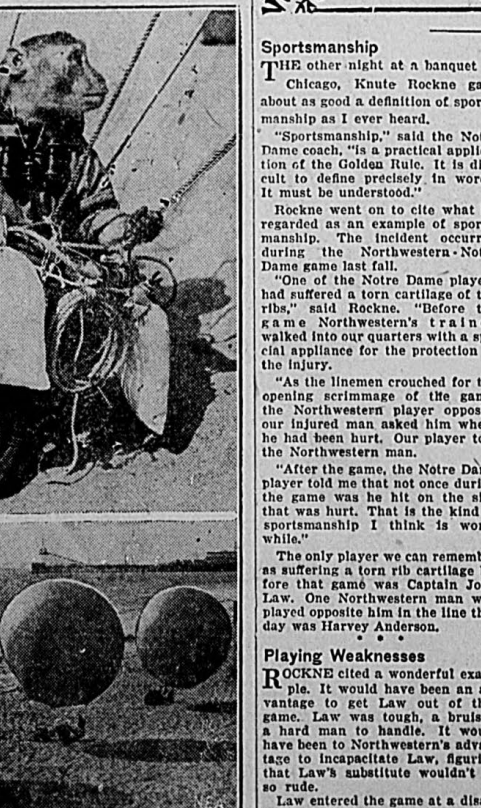 Sportsmanship
THE other night at a banquet
Chicago, Knute Rockne ga
about as good a definition of spor
manship as I ever heard.
"Sportsmanship," said the Not
Dame coach, "is a practical applic
tion of the Golden Rule. It is di
cult to define precisely in wor
It must be understood."
Rockne went on to cite what
regarded as an example of spor
manship. The incident occurr
during the Northwestern-Not
Dame game last fall.
"One of the Notre Dame playe
had suffered a torn cartilage of t
ribs," said Rockne. "Before t
game Northwestern's train
walked into our quarters with a sp
cial appliance for the protection
the injury.
"As the linemen crouched for t
opening scrimmage of the gam
the Northwestern player oppos
our injured man asked him whe
he had been hurt. Our player to
the Northwestern man.
"After the game, the Notre Dam
player told me that not once duri
the game was he hit on the si
that was hurt. That is the kind
sportsmanship I think is wor
while."
The only player we can rememb
as suffering a torn rib cartilage
fore that game was Captain Jo
Law. One Northwestern man w
played opposite him in the line th
day was Harvey Anderson.
* * *
Playing Weaknesses
ROCKNE cited a wonderful exa
ple. It would have been an a
vantage to get Law out of th
game. Law was tough, a bruis
a hard man to handle. It wou
have been to Northwestern's adva
tage to incapacitate Law, figuri
that Law's substitute wouldn't
so rude.
Law entered the game at a dis